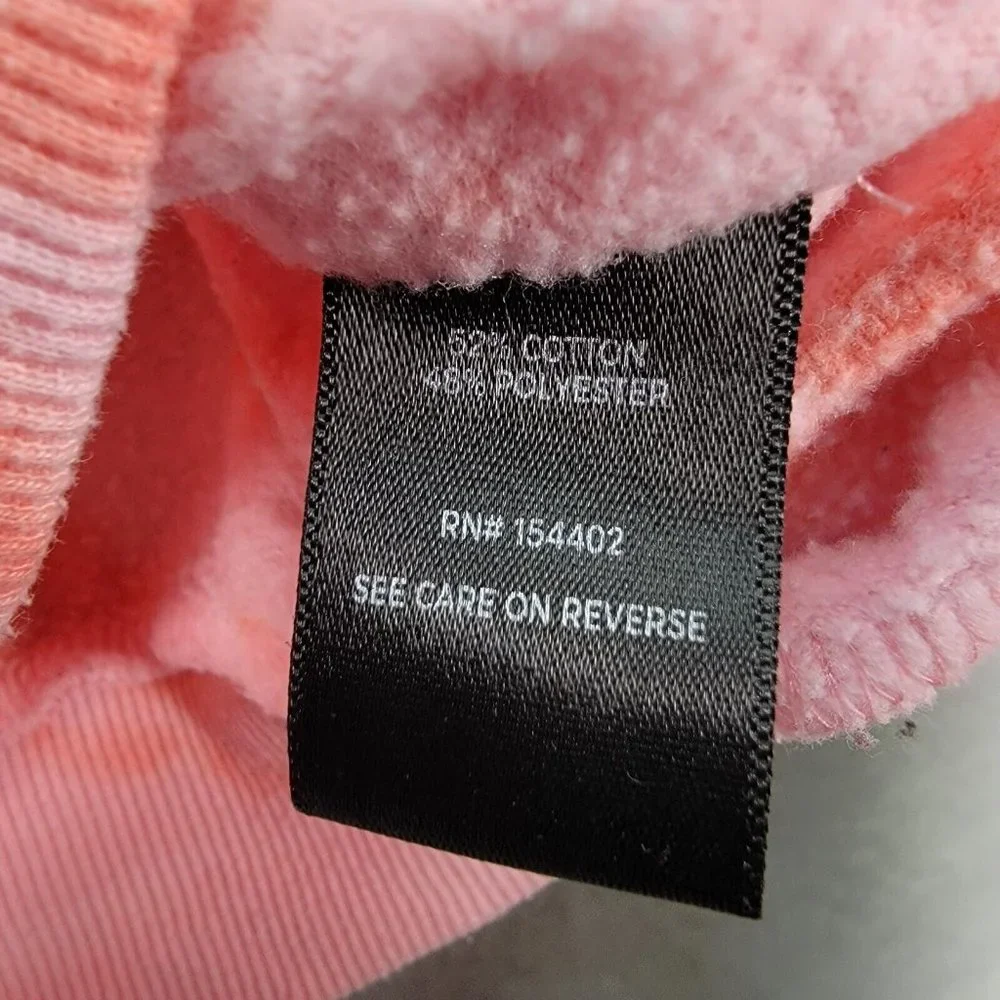 52% COTTON
48% POLYESTER
RN# 154402
SEE CARE ON REVERSE